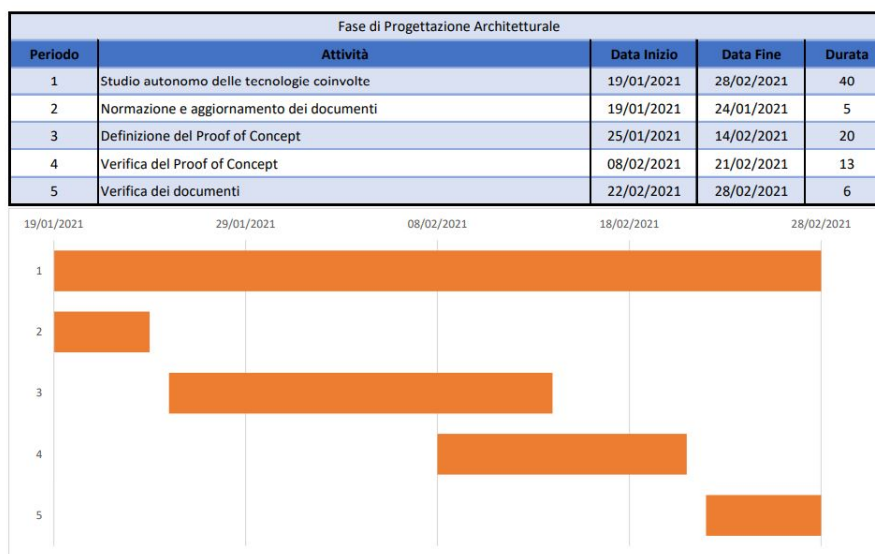 Fase di Progettazione Architetturale
Periodo Attività Data Inizio Data Fine Durata
1 Studio autonomo delle tecnologie coinvolte 19/01/2021 28/02/2021 40
2 Normazione e aggiornamento dei documenti 19/01/2021 24/01/2021 5
3 Definizione del Proof of Concept 25/01/2021 14/02/2021 20
4 Verifica del Proof of Concept 08/02/2021 21/02/2021 13
5 Verifica dei documenti 22/02/2021 28/02/2021 6
19/01/2021 29/01/2021 08/02/2021 18/02/2021 28/02/2021
1
2
3
4
5